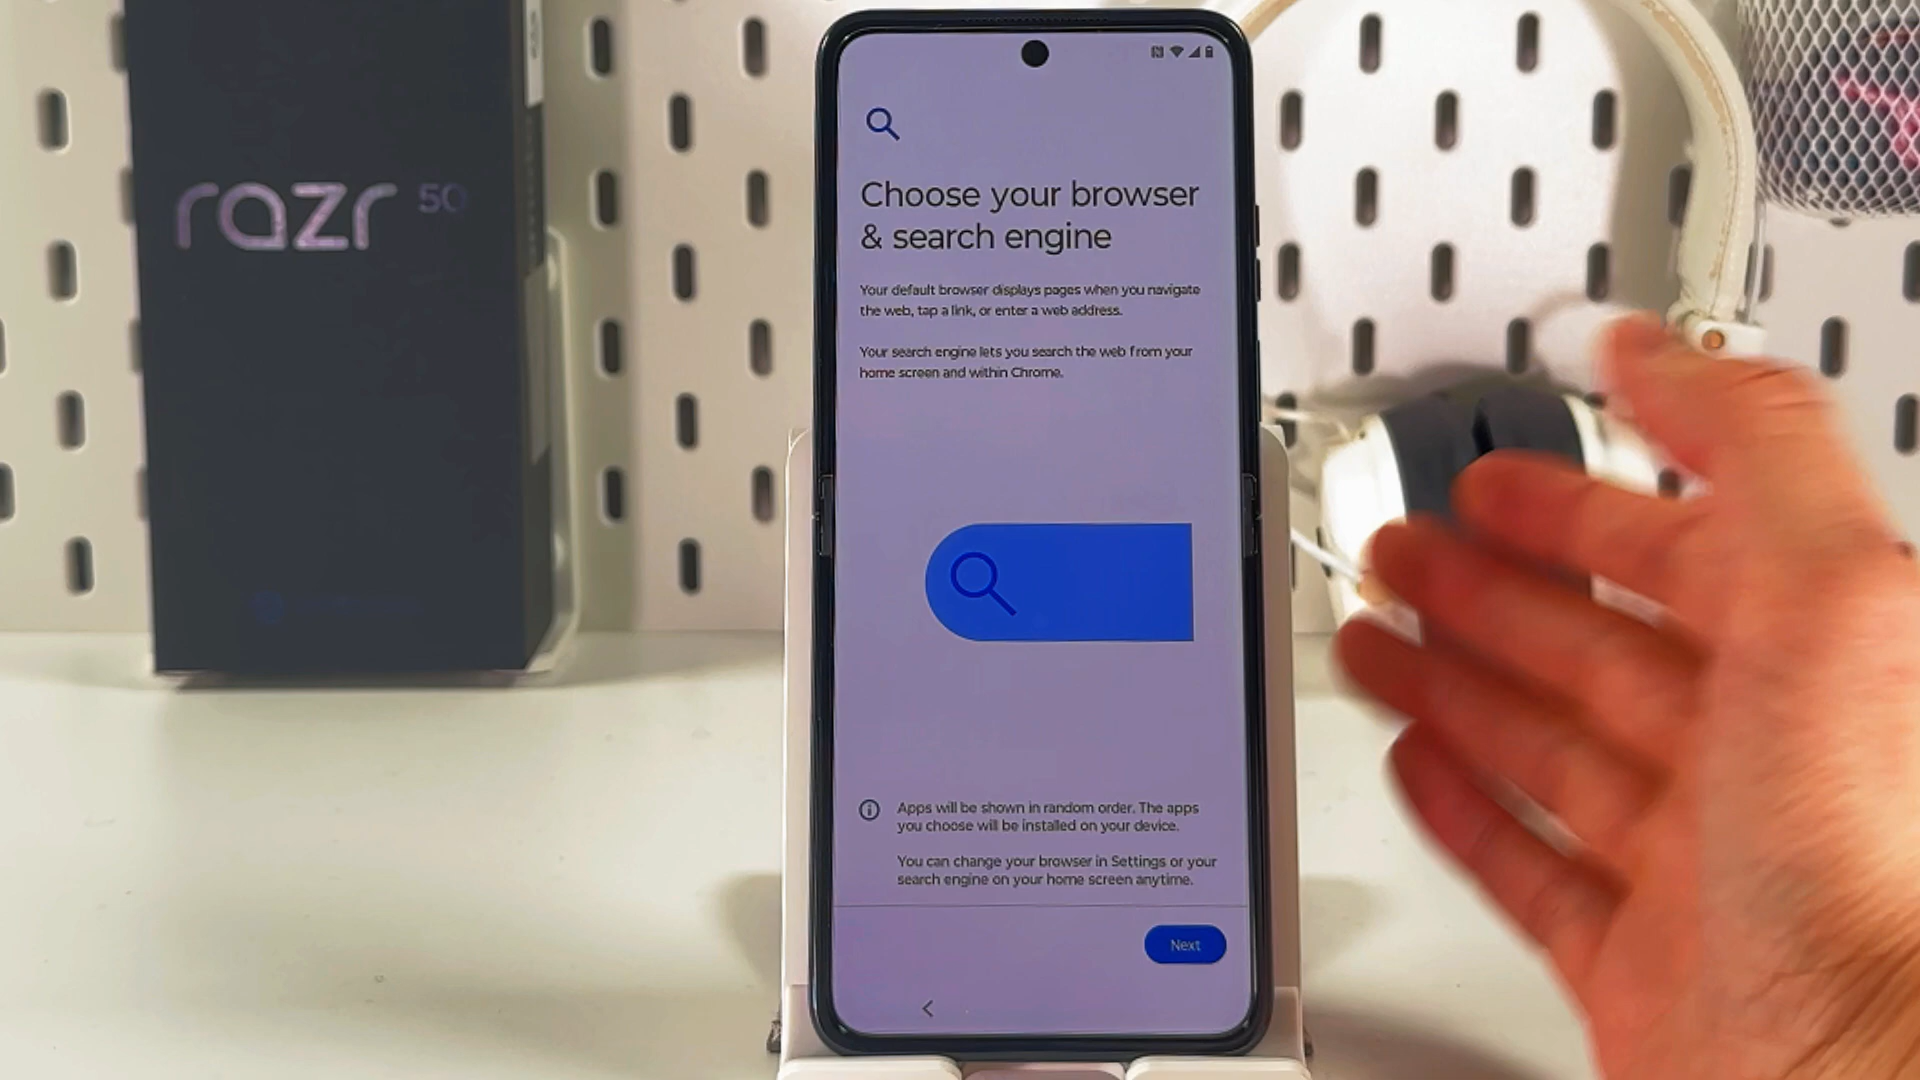 razr 50
Choose your browser
& search engine
Your default browser displays pages when you navigate
the web, tap a link, or enter a web address.
Your search engine lets you search the web from your
home screen and within Chrome.
Apps will be shown in random order. The apps
you choose will be installed on your device.
You can change your browser in Settings or your
search engine on your home screen anytime.
Next